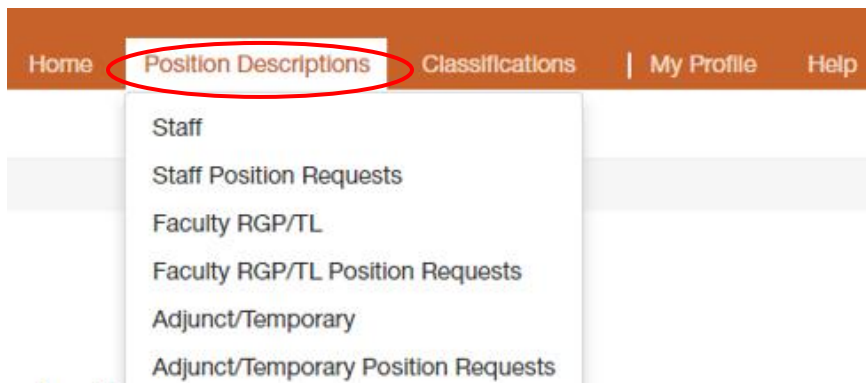 Home Position Descriptions Classifications | My Profile Help
Staff
Staff Position Requests
Faculty RGP/TL
Faculty RGP/TL Position Requests
Adjunct/Temporary
Adjunct/Temporary Position Requests